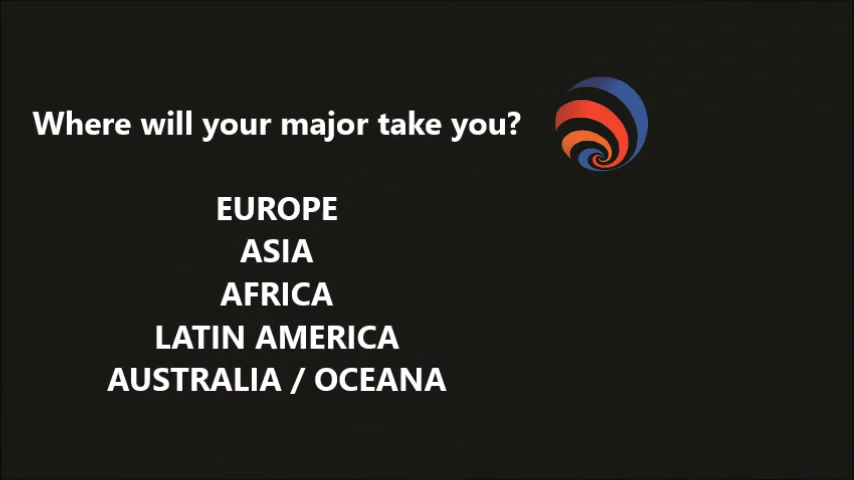 Where will your major take you?
EUROPE
ASIA
AFRICA
LATIN AMERICA
AUSTRALIA / OCEANA